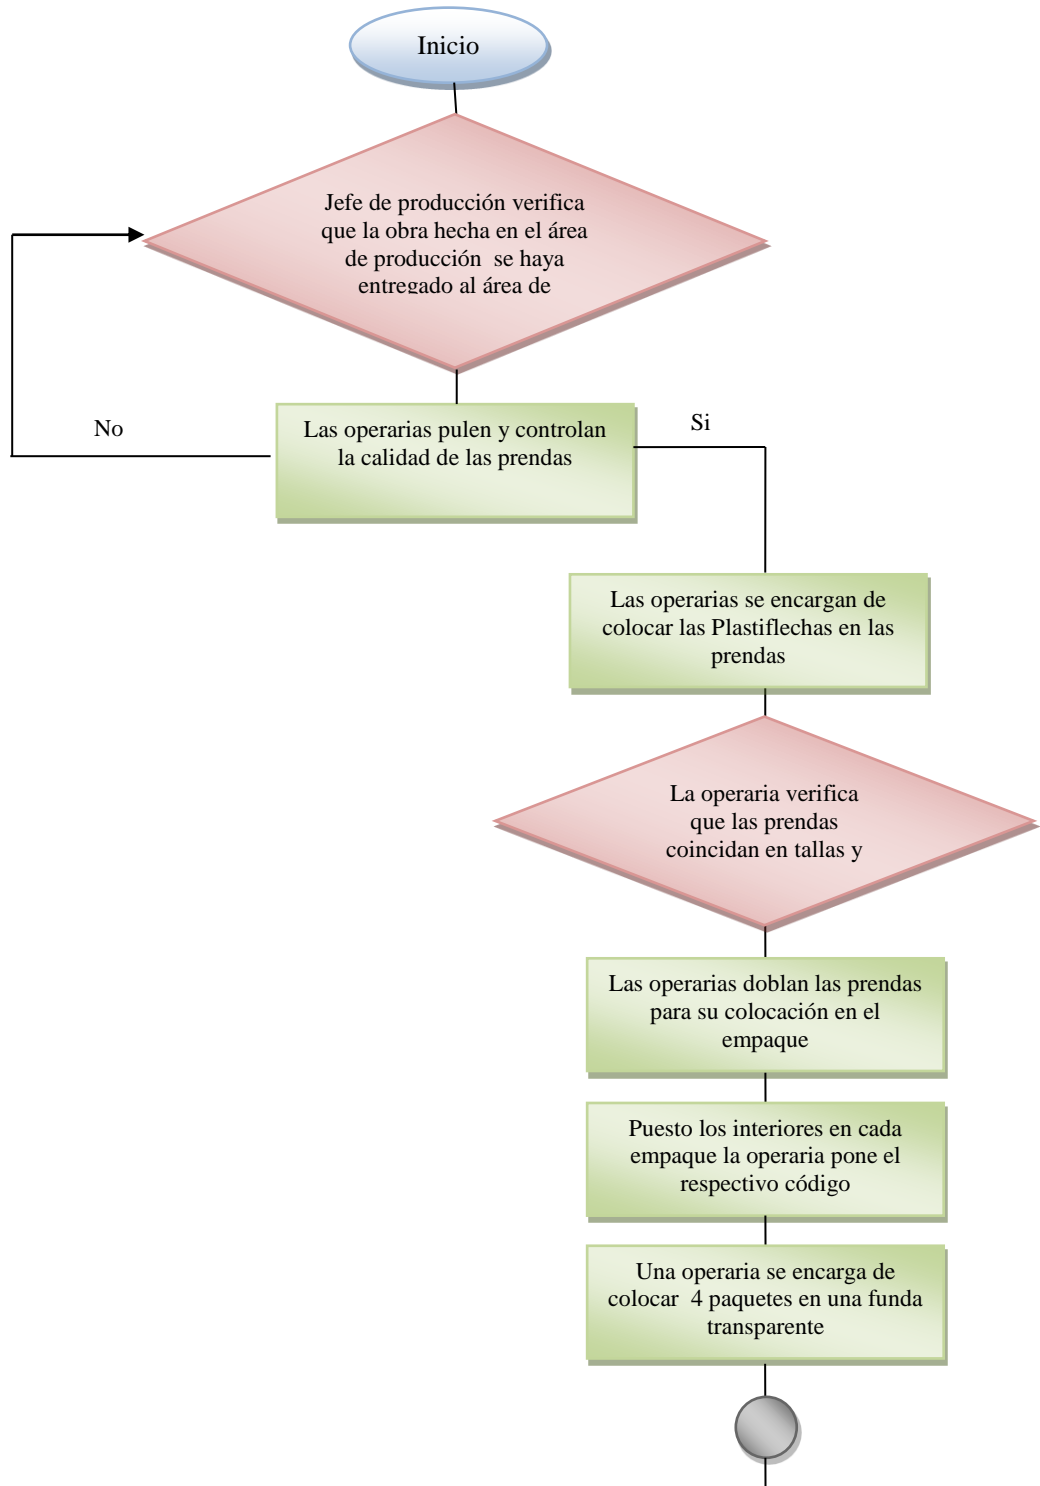 Inicio
Jefe de producción verifica
que la obra hecha en el área
de producción se haya
entregado al área de
No
Las operarias pulen y controlan
la calidad de las prendas
Si
Las operarias se encargan de
colocar las Plastiflechas en las
prendas
La operaria verifica
que las prendas
coincidan en tallas y
Las operarias doblan las prendas
para su colocación en el
empaque
Puesto los interiores en cada
empaque la operaria pone el
respectivo código
Una operaria se encarga de
colocar 4 paquetes en una funda
transparente